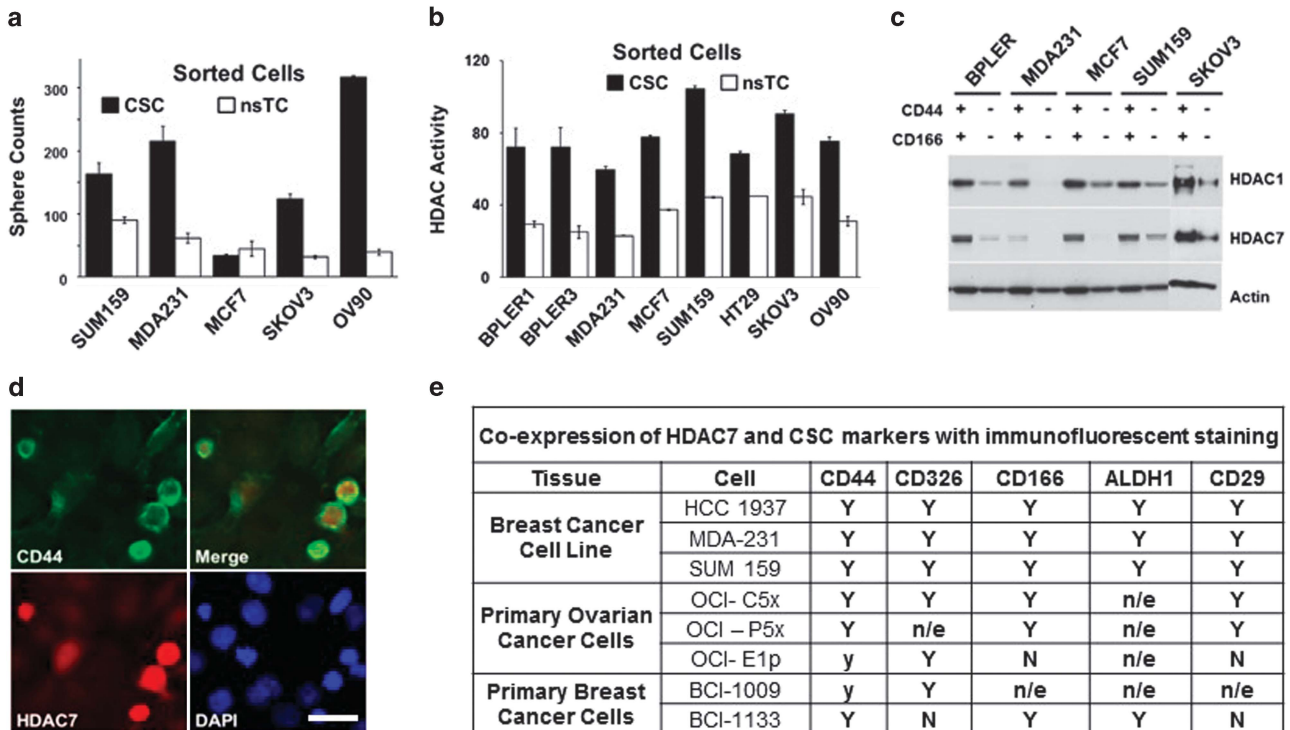 a
Sorted Cells
CSC nsTC
Sphere Counts
300
200
100
0
SUM159 MDA231 MCF7 SKOV3 OV90
b
Sorted Cells
CSC nsTC
HDAC Activity
120
80
40
0
BPLER1 BPLER3 MDA231 MCF7 SUM159 HT29 SKOV3 OV90
c
BPLER MDA231 MCF7 SUM159 SKOV3
CD44 + - + - + - + - + -
CD166 + - + - + - + - + -
HDAC1
HDAC7
Actin
d
CD44 Merge
HDAC7 DAPI
e
Co-expression of HDAC7 and CSC markers with immunofluorescent staining
Tissue Cell CD44 CD326 CD166 ALDH1 CD29
Breast Cancer Cell Line
HCC 1937 Y Y Y Y Y
MDA-231 Y Y Y Y Y
SUM 159 Y Y Y Y Y
Primary Ovarian Cancer Cells
OCI- C5x Y Y Y n/e Y
OCI – P5x Y n/e Y n/e Y
OCI- E1p y Y N n/e N
Primary Breast Cancer Cells
BCI-1009 y Y n/e n/e n/e
BCI-1133 Y N Y Y N